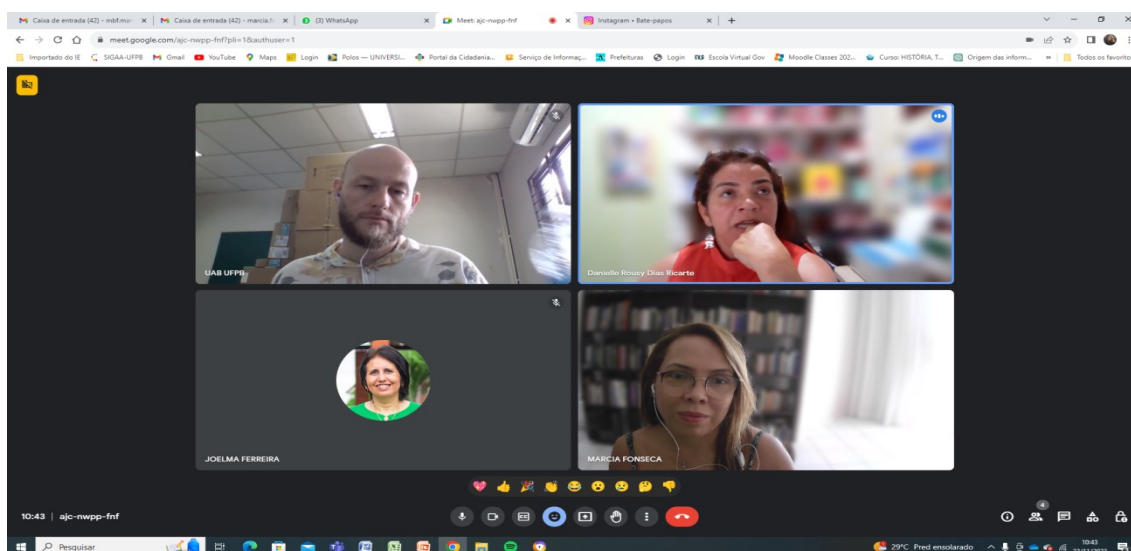 Caixa de entrada (42) - mbf.mar
Caixa de entrada (42) - marcia.f
(3) WhatsApp
Meet: ajc-nwpp-fnf
Instagram • Bate-papos
meet.google.com/ajc-nwpp-fnf?pli=1&authuser=1
Importado do IE
SIGAA-UFPB
Gmail
YouTube
Maps
Login
Polos — UNIVERSI...
Portal da Cidadania...
Serviço de Informaç...
Prefeituras
Login
Escola Virtual Gov
Moodle Classes 202...
Curso: HISTÓRIA, T...
Origem das inform...
Todos os favoritos
UAB UFPB
Danielle Rousy Dias Ricarte
JOELMA FERREIRA
MARCIA FONSECA
10:43 | ajc-nwpp-fnf
4
Pesquisar
29°C Pred ensolarado
10:43